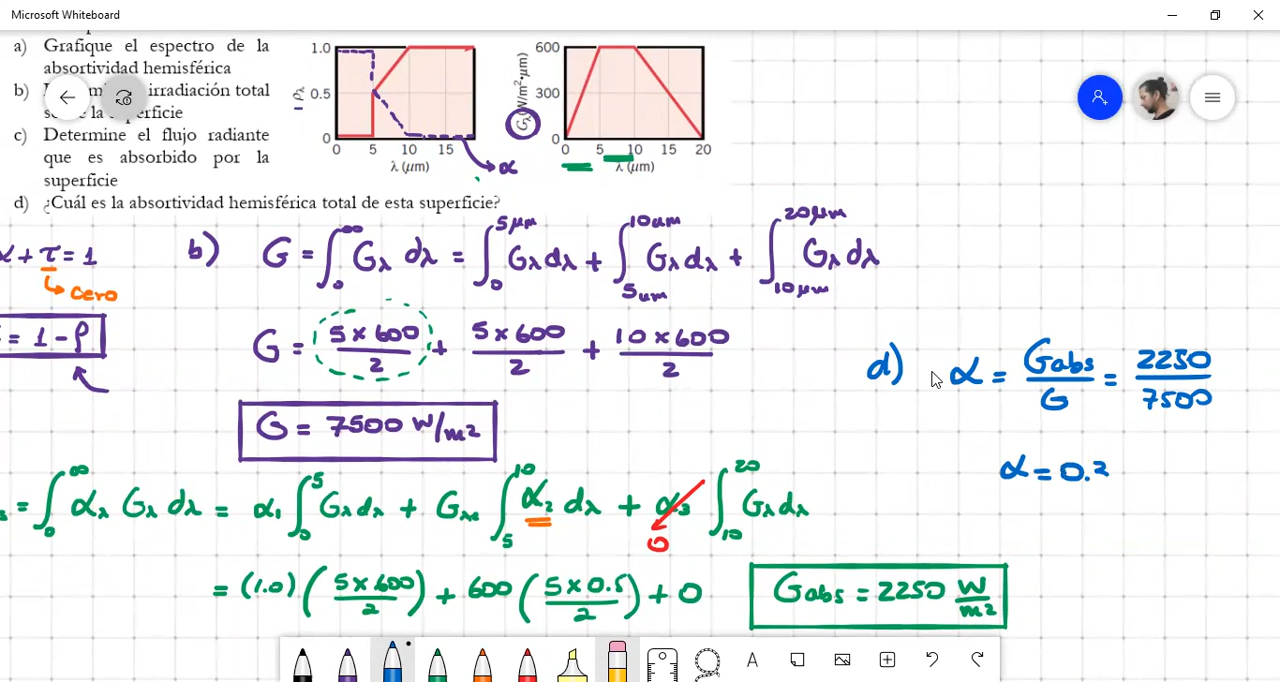 Microsoft Whiteboard
a) Grafique el espectro de la
absortividad hemisférica
b) irradiación total
la erficie
c) Determine el flujo radiante
que es absorbido por la
superficie
d) ¿Cuál es la absortividad hemisférica total de esta superficie?
1.0
0.5
0
ρλ
0 5 10 15
λ (μm)
α
600
300
0
Gλ (W/m²·μm)
0 5 10 15 20
λ (μm)
α + τ = 1
cero
= 1 - ρ
b) G = ∫₀^∞ Gλ dλ = ∫₀^5μm Gλ dλ + ∫_5μm^10μm Gλ dλ + ∫_10μm^20μm Gλ dλ
G = 5 x 600 / 2 + 5 x 600 / 2 + 10 x 600 / 2
G = 7500 W/m²
d) α = Gabs / G = 2250 / 7500
α = 0.3
s = ∫₀^∞ αλ Gλ dλ = α₁ ∫₀^5 Gλ dλ + Gλ₂ ∫₅^10 α₂ dλ + α₃ ∫₁₀^20 Gλ dλ
0
= (1.0) (5 x 600 / 2) + 600 (5 x 0.5 / 2) + 0
Gabs = 2250 W/m²